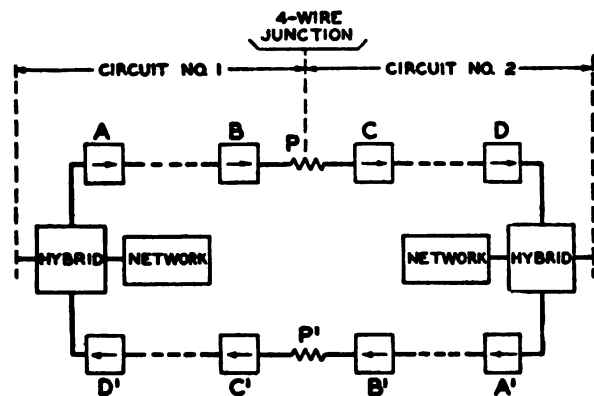 4-WIRE
JUNCTION
CIRCUIT NO. 1 CIRCUIT NO. 2
A B P C D
HYBRID NETWORK NETWORK HYBRID
P'
D' C' B' A'